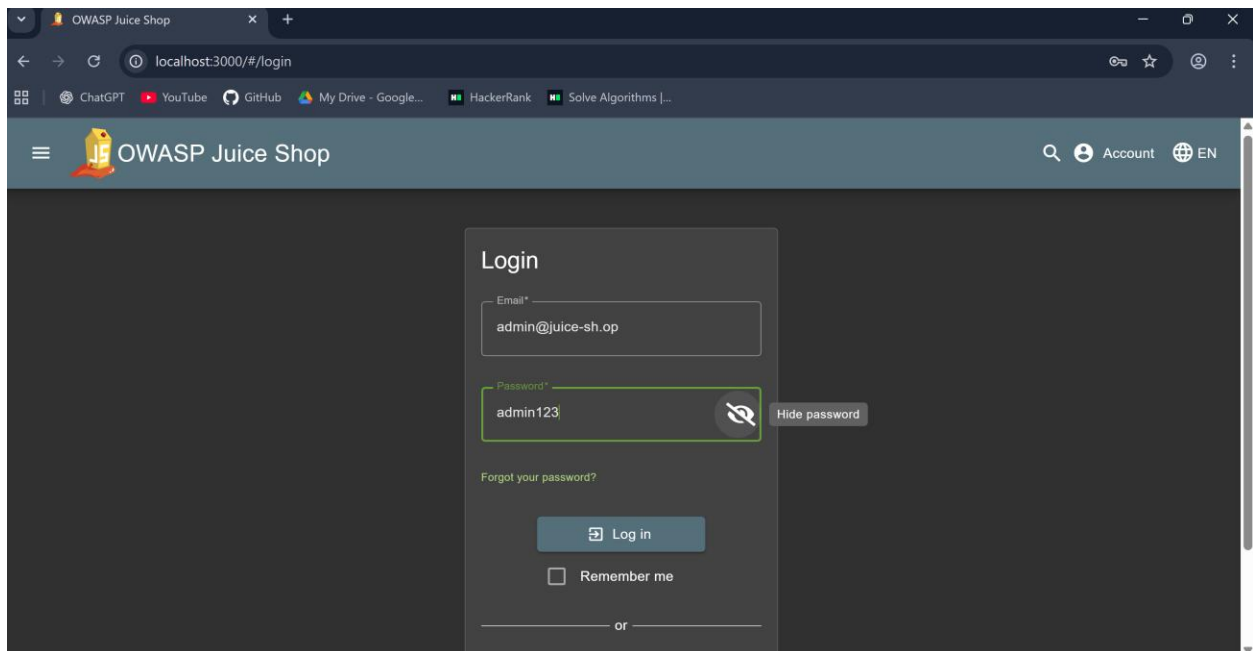 OWASP Juice Shop
localhost:3000/#/login
ChatGPT YouTube GitHub My Drive - Google... HackerRank Solve Algorithms |...
OWASP Juice Shop Account EN
Login
Email*
admin@juice-sh.op
Password*
admin123
Hide password
Forgot your password?
Log in
Remember me
or